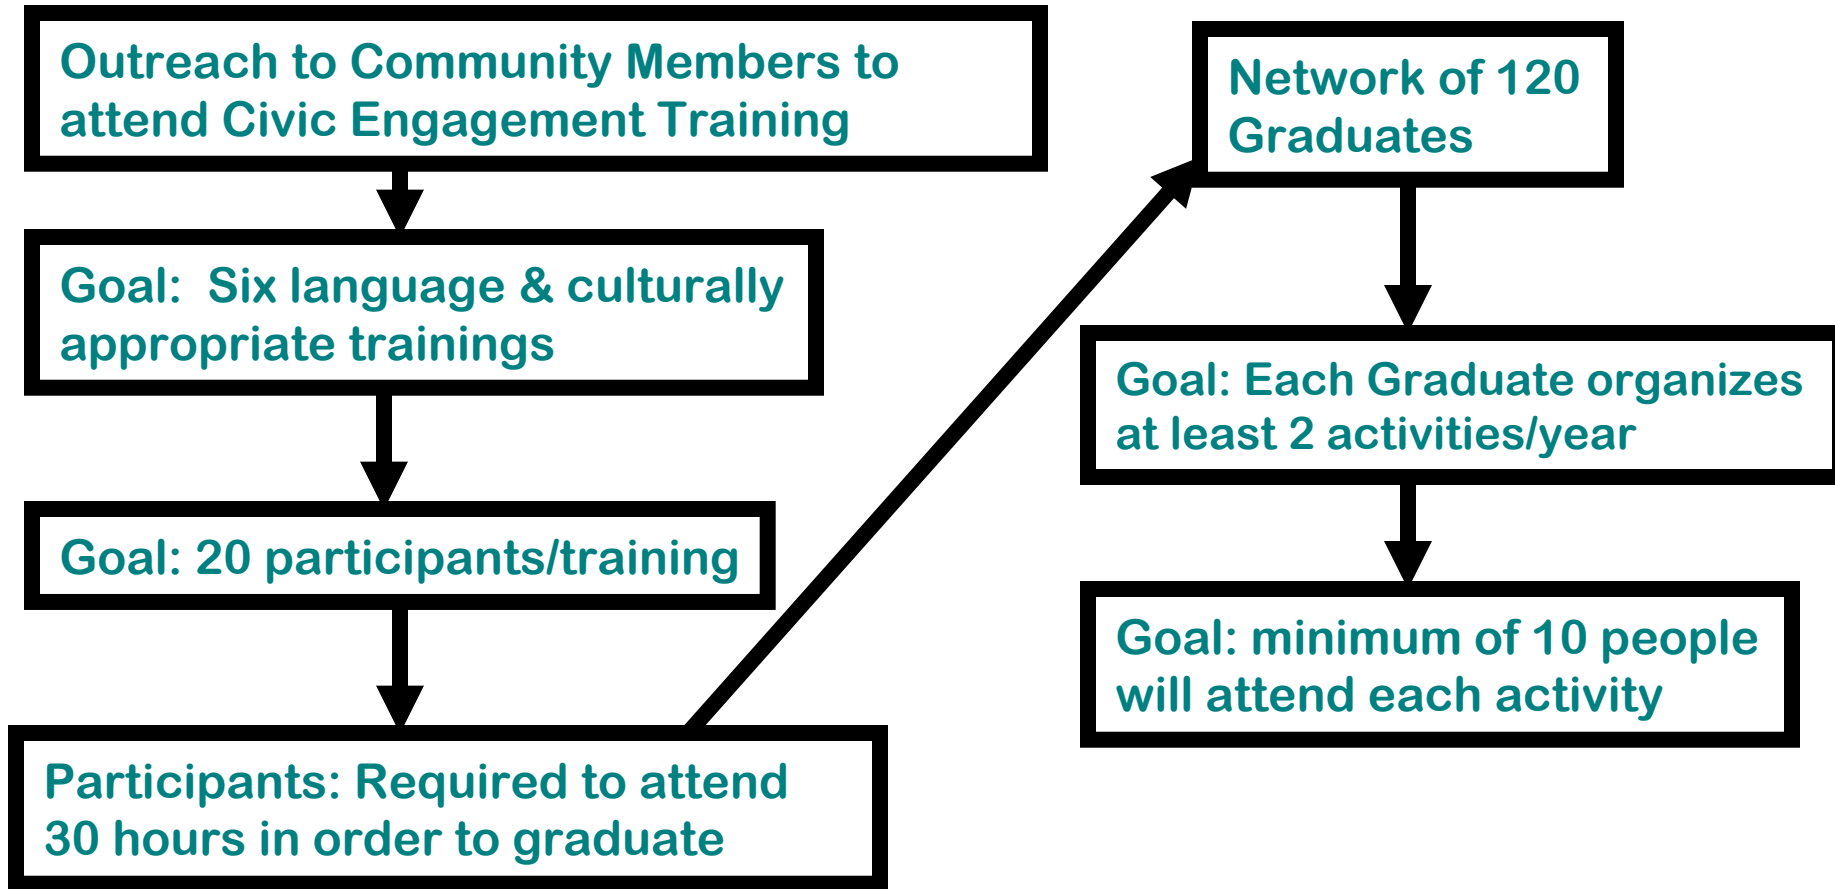 Outreach to Community Members to
attend Civic Engagement Training
Goal:  Six language & culturally
appropriate trainings
Goal: 20 participants/training
Participants: Required to attend
30 hours in order to graduate
Network of 120
Graduates
Goal: Each Graduate organizes
at least 2 activities/year
Goal: minimum of 10 people
will attend each activity